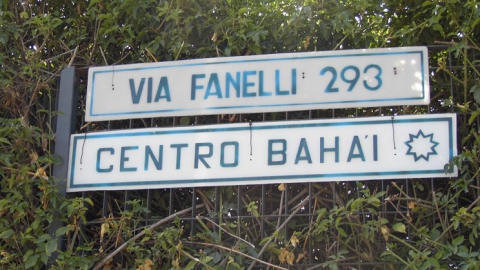 VIA FANELLI 293
CENTRO BAHA'I